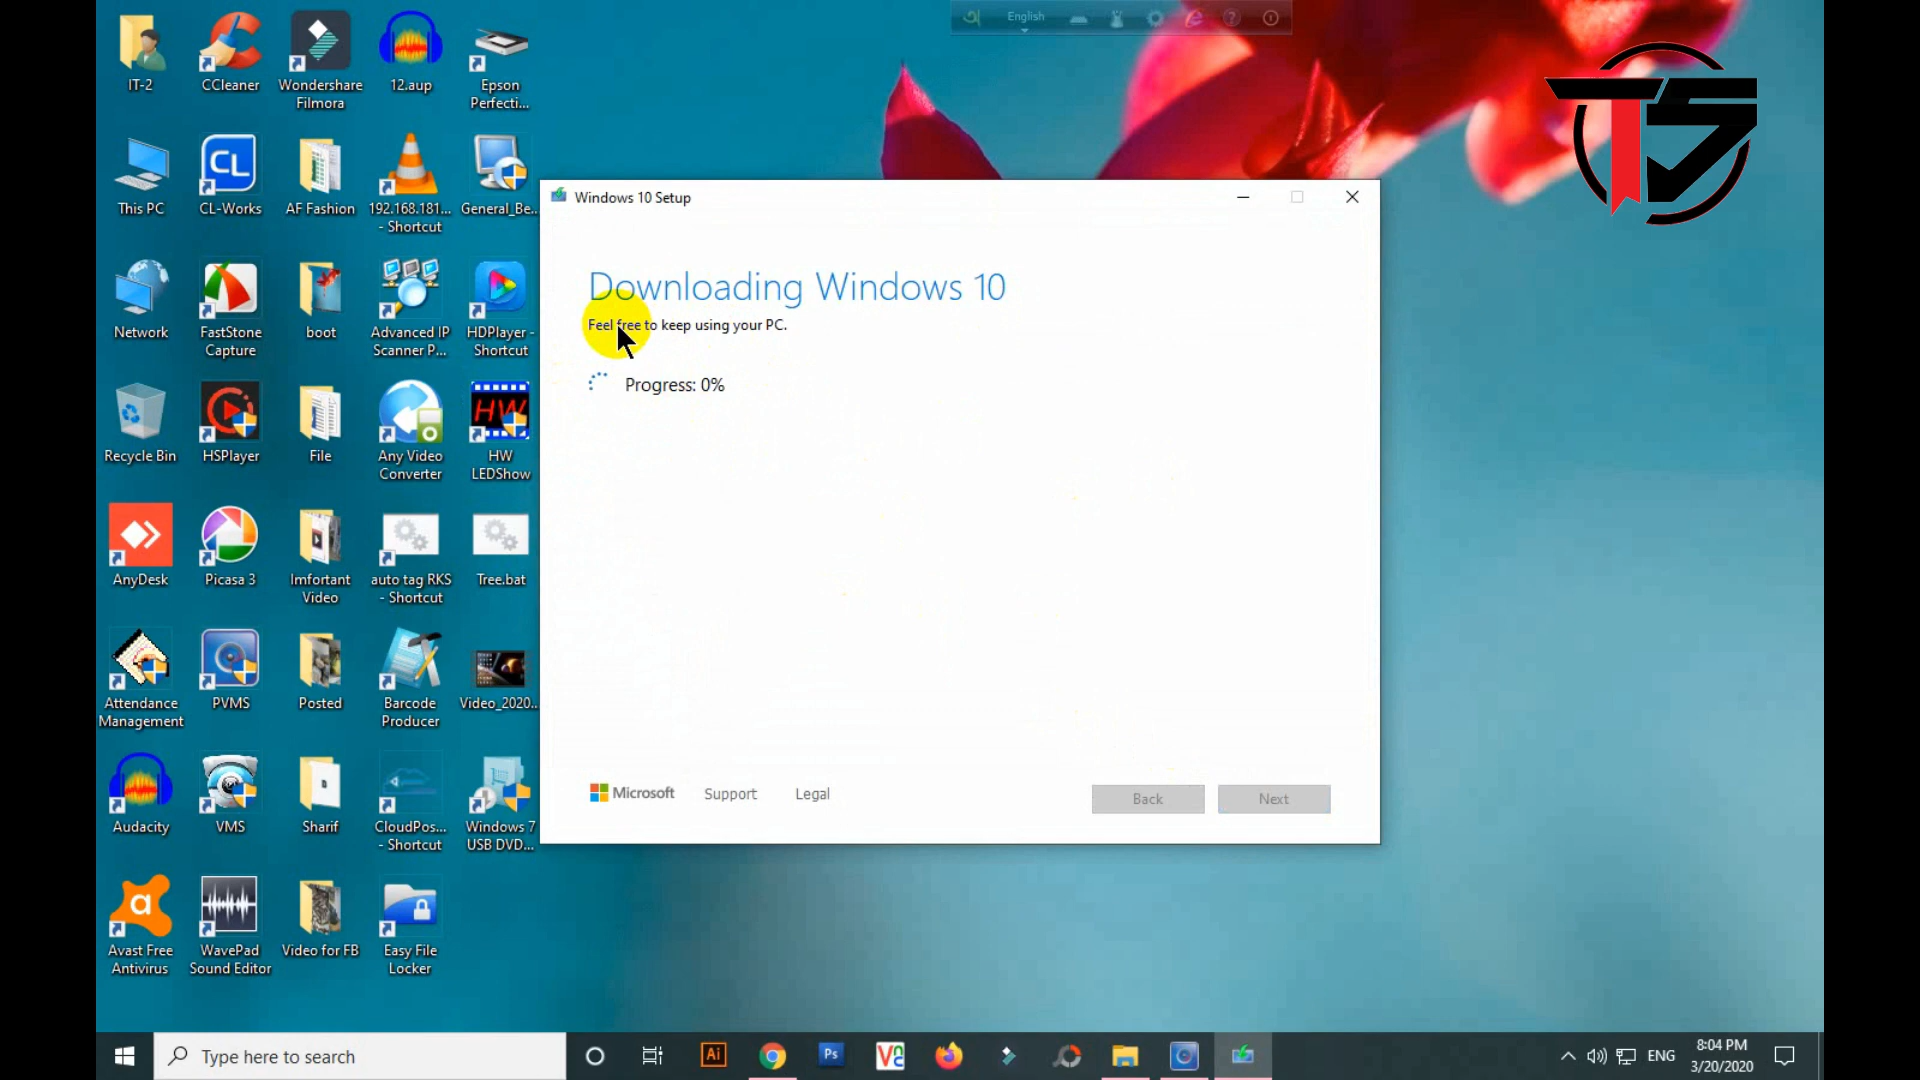 English
IT-2
CCleaner
Wondershare
Filmora
12.aup
Epson
Perfecti...
This PC
CL
CL-Works
AF Fashion
192.168.181...
- Shortcut
General_Be...
Network
FastStone
Capture
boot
Advanced IP
Scanner P...
HDPlayer -
Shortcut
Recycle Bin
HSPlayer
File
Any Video
Converter
HW
HW
LEDShow
AnyDesk
Picasa 3
Imfortant
Video
auto tag RKS
- Shortcut
Tree.bat
Attendance
Management
PVMS
Posted
Barcode
Producer
Video_2020...
Audacity
VMS
Sharif
CloudPos...
- Shortcut
Windows 7
USB DVD...
Avast Free
Antivirus
WavePad
Sound Editor
Video for FB
Easy File
Locker
Windows 10 Setup
Downloading Windows 10
Feel free to keep using your PC.
Progress: 0%
Microsoft
Support
Legal
Back
Next
Type here to search
Ai
Ps
ENG
8:04 PM
3/20/2020